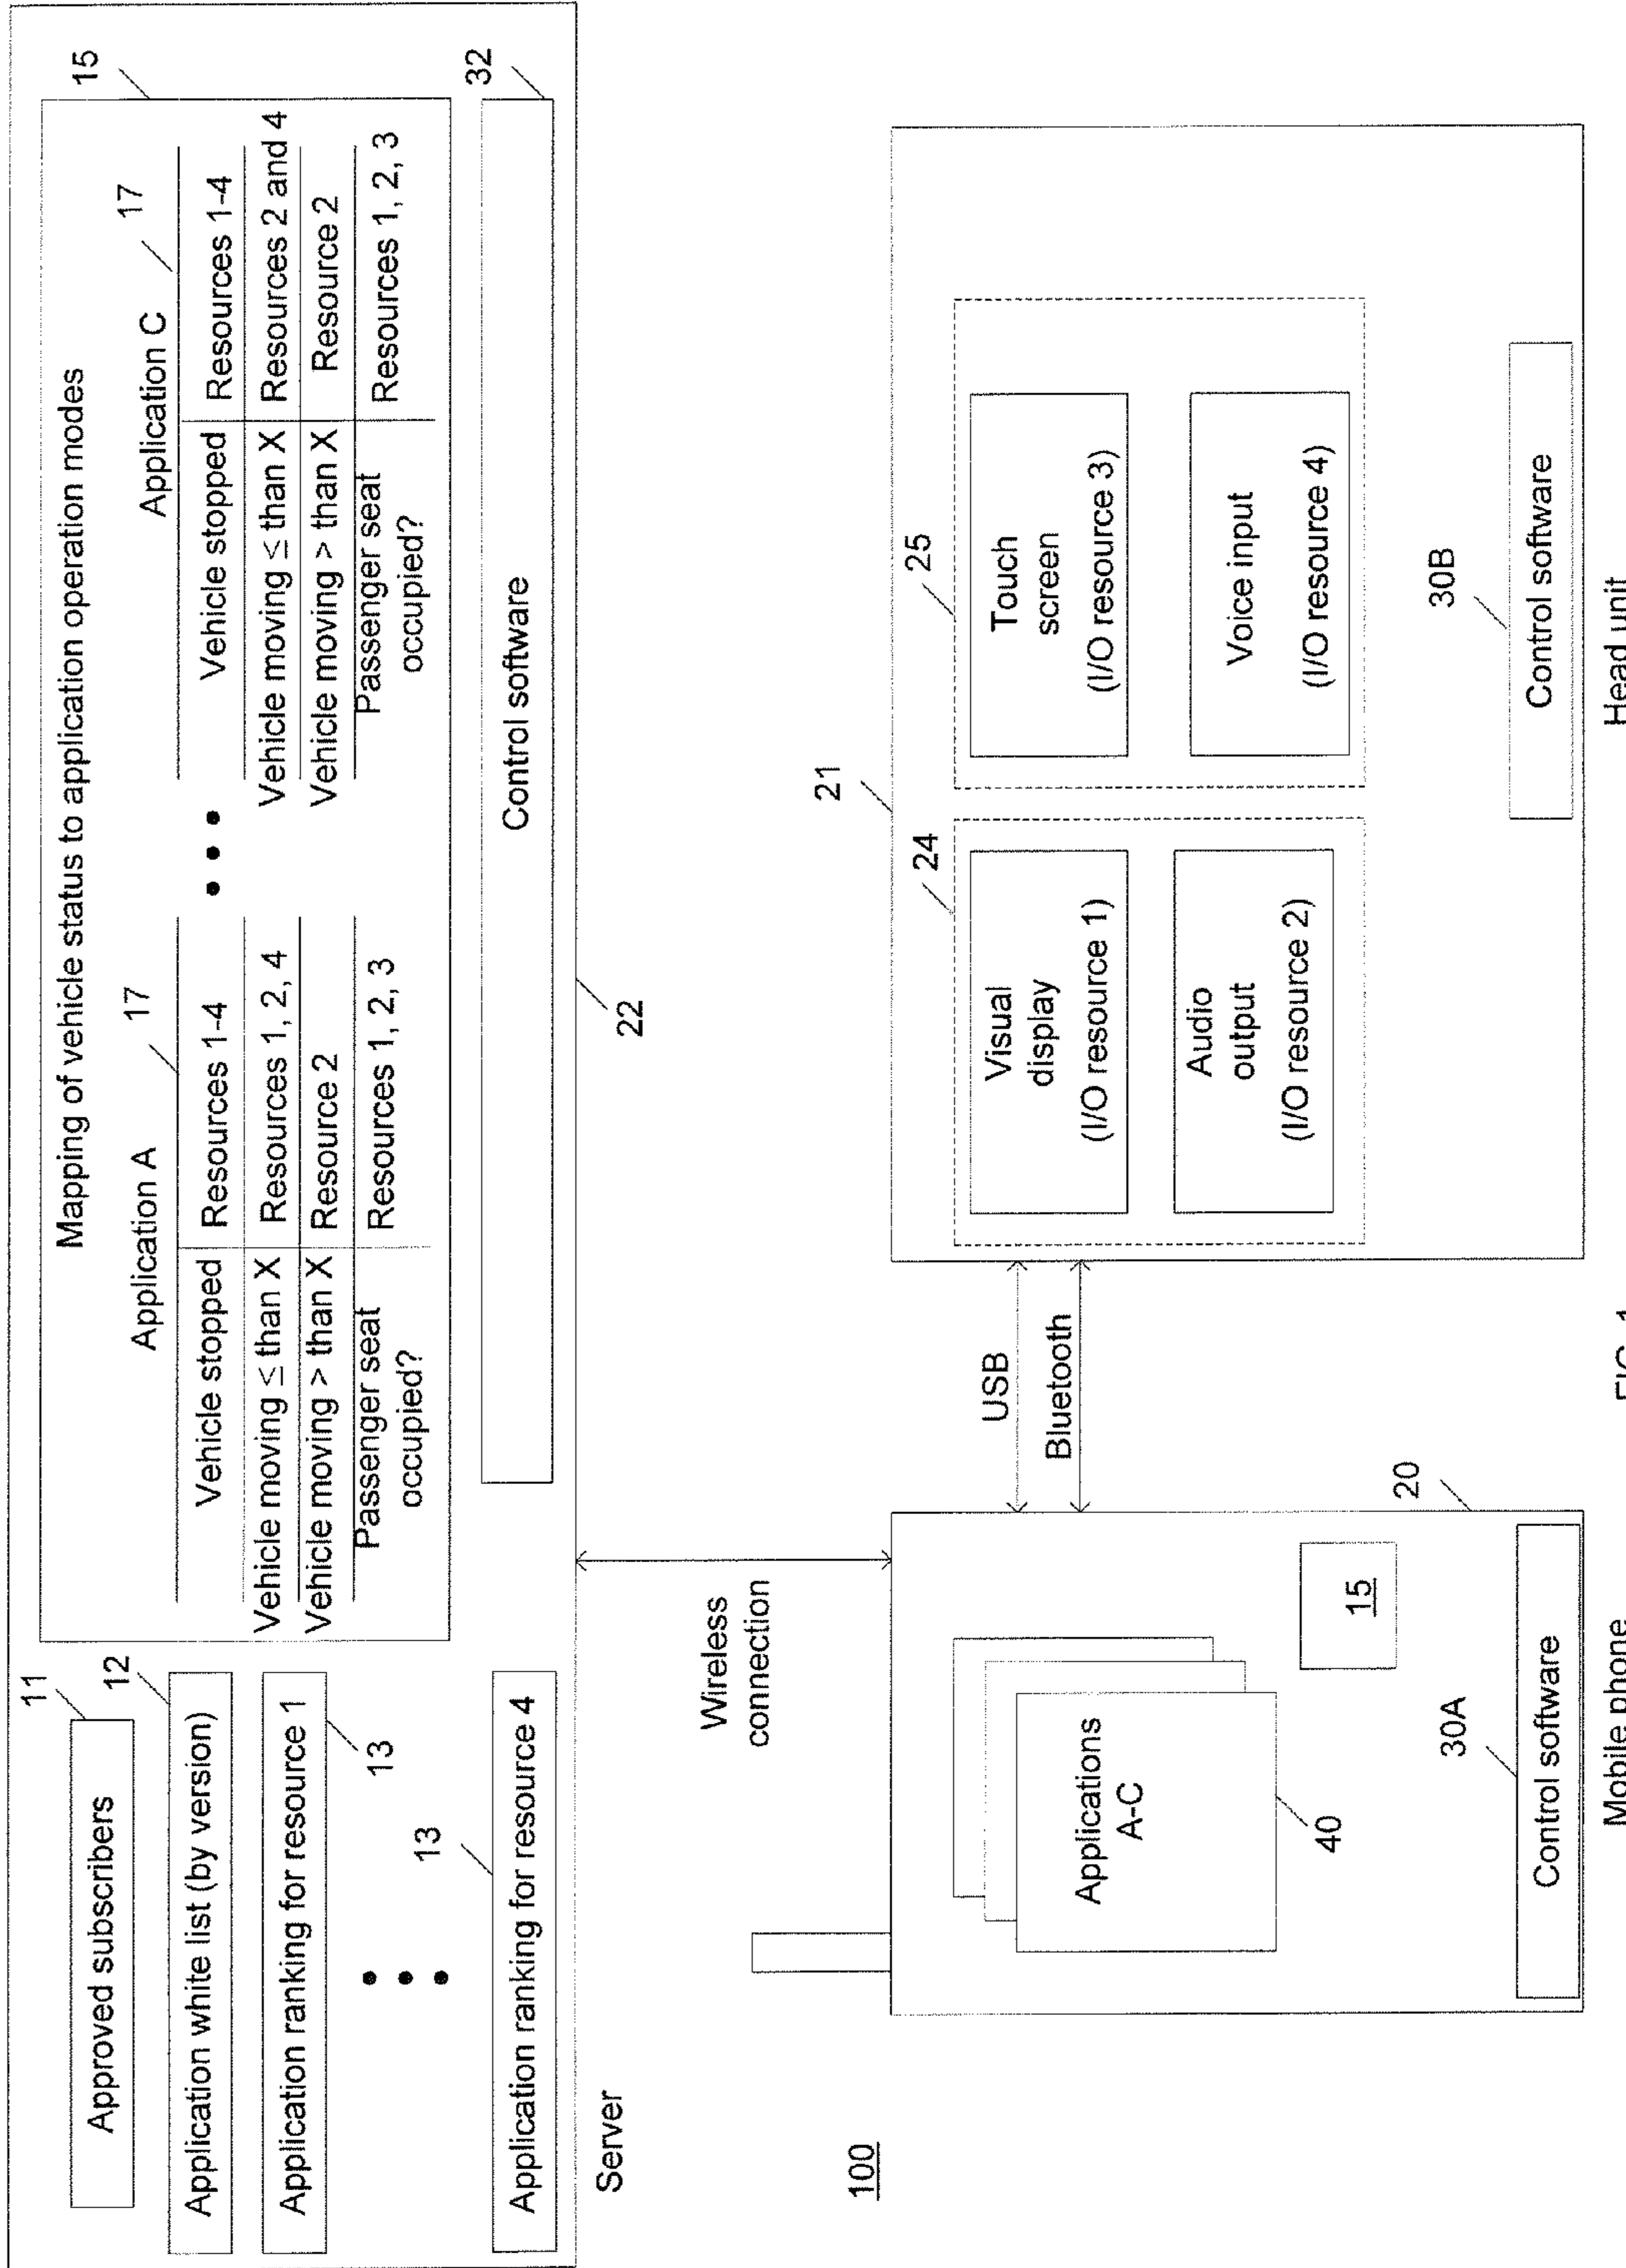 11
Approved subscribers
12
Application white list (by version)
Application ranking for resource 1
13
13
Application ranking for resource 4
Server
Mapping of vehicle status to application operation modes
15
Application A
17
Vehicle stopped Resources 1-4
Vehicle moving ≤ than X Resources 1, 2, 4
Vehicle moving > than X Resource 2
Passenger seat Resources 1, 2, 3
occupied?
Application C
17
Vehicle stopped Resources 1-4
Vehicle moving ≤ than X Resources 2 and 4
Vehicle moving > than X Resource 2
Passenger seat Resources 1, 2, 3
occupied?
Control software
32
22
100
Wireless
connection
Applications
A-C
40
15
20
30A
Control software
Mobile phone
USB
Bluetooth
21
24
Visual
display
(I/O resource 1)
Audio
output
(I/O resource 2)
25
Touch
screen
(I/O resource 3)
Voice input
(I/O resource 4)
30B
Control software
Head unit
FIG. 1